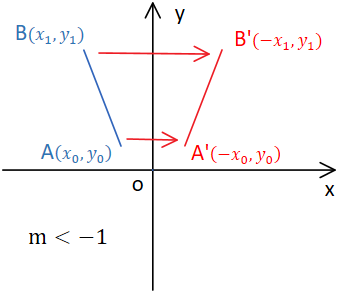 y
B(x₁, y₁)
B'(−x₁, y₁)
A(x₀, y₀)
A'(−x₀, y₀)
o
x
m < −1